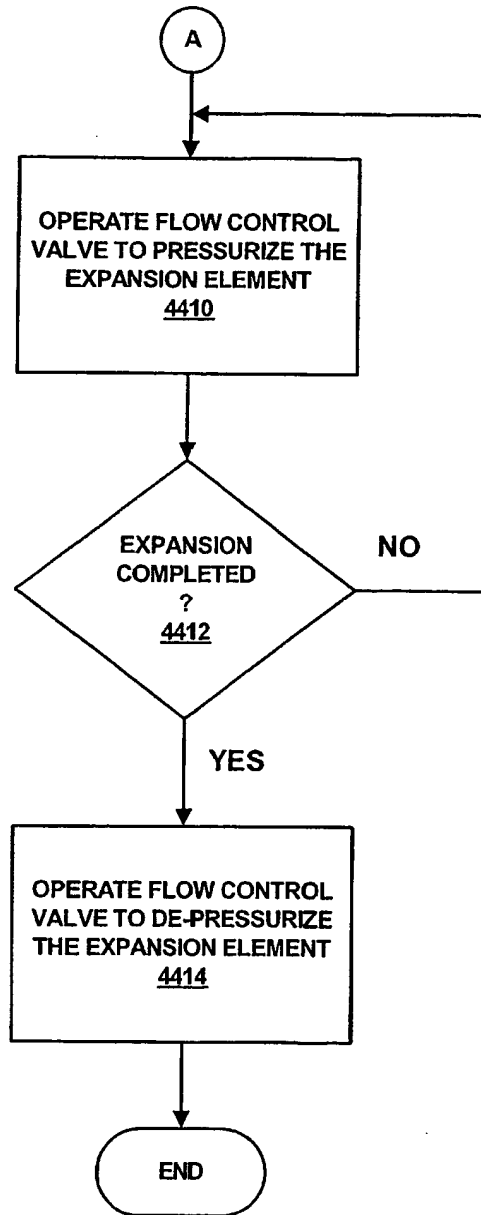 A
OPERATE FLOW CONTROL
VALVE TO PRESSURIZE THE
EXPANSION ELEMENT
4410
EXPANSION
COMPLETED
?
4412
NO
YES
OPERATE FLOW CONTROL
VALVE TO DE-PRESSURIZE
THE EXPANSION ELEMENT
4414
END